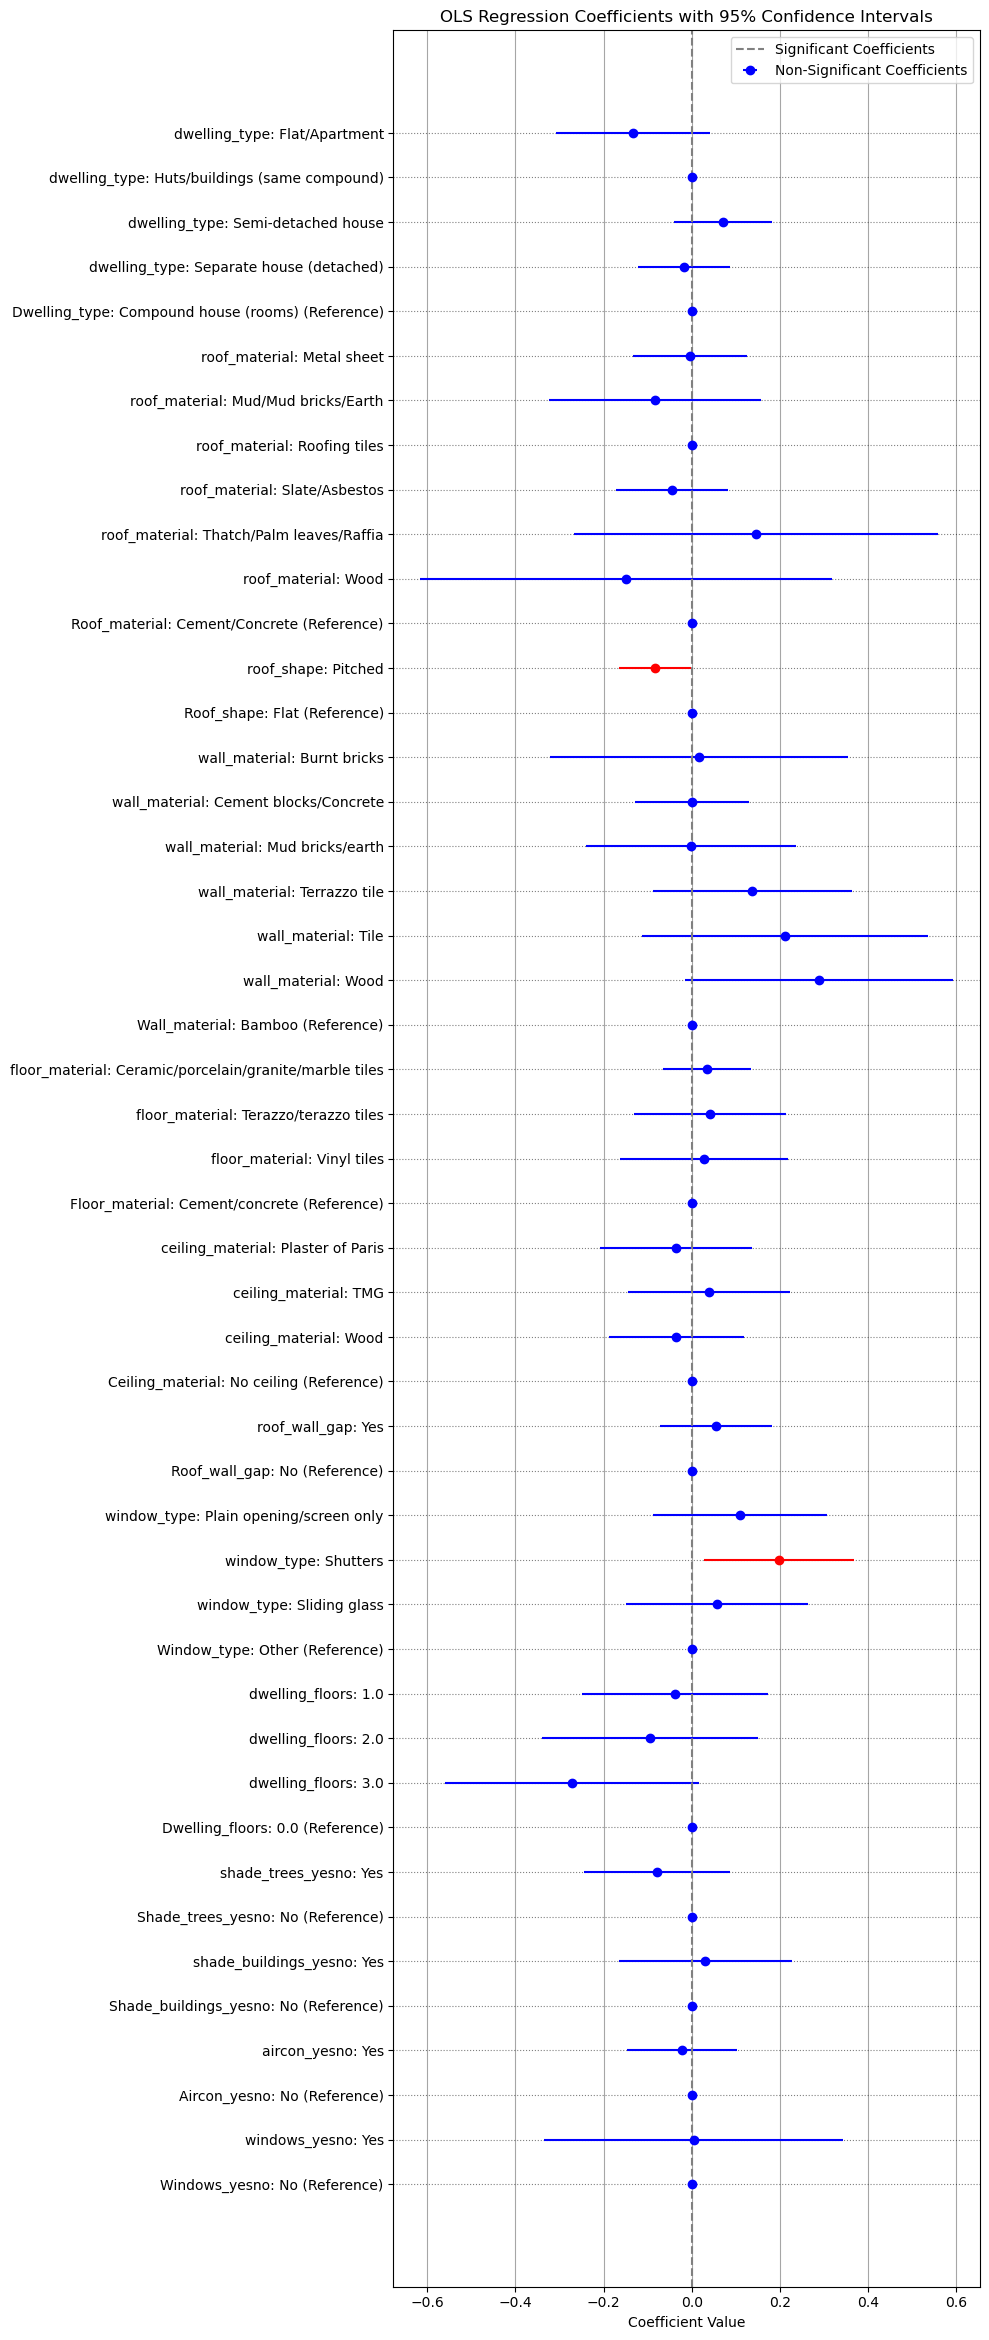 OLS Regression Coefficients with 95% Confidence Intervals
Significant Coefficients
Non-Significant Coefficients
dwelling_type: Flat/Apartment
dwelling_type: Huts/buildings (same compound)
dwelling_type: Semi-detached house
dwelling_type: Separate house (detached)
Dwelling_type: Compound house (rooms) (Reference)
roof_material: Metal sheet
roof_material: Mud/Mud bricks/Earth
roof_material: Roofing tiles
roof_material: Slate/Asbestos
roof_material: Thatch/Palm leaves/Raffia
roof_material: Wood
Roof_material: Cement/Concrete (Reference)
roof_shape: Pitched
Roof_shape: Flat (Reference)
wall_material: Burnt bricks
wall_material: Cement blocks/Concrete
wall_material: Mud bricks/earth
wall_material: Terrazzo tile
wall_material: Tile
wall_material: Wood
Wall_material: Bamboo (Reference)
floor_material: Ceramic/porcelain/granite/marble tiles
floor_material: Terazzo/terazzo tiles
floor_material: Vinyl tiles
Floor_material: Cement/concrete (Reference)
ceiling_material: Plaster of Paris
ceiling_material: TMG
ceiling_material: Wood
Ceiling_material: No ceiling (Reference)
roof_wall_gap: Yes
Roof_wall_gap: No (Reference)
window_type: Plain opening/screen only
window_type: Shutters
window_type: Sliding glass
Window_type: Other (Reference)
dwelling_floors: 1.0
dwelling_floors: 2.0
dwelling_floors: 3.0
Dwelling_floors: 0.0 (Reference)
shade_trees_yesno: Yes
Shade_trees_yesno: No (Reference)
shade_buildings_yesno: Yes
Shade_buildings_yesno: No (Reference)
aircon_yesno: Yes
Aircon_yesno: No (Reference)
windows_yesno: Yes
Windows_yesno: No (Reference)
−0.6 −0.4 −0.2 0.0 0.2 0.4 0.6
Coefficient Value